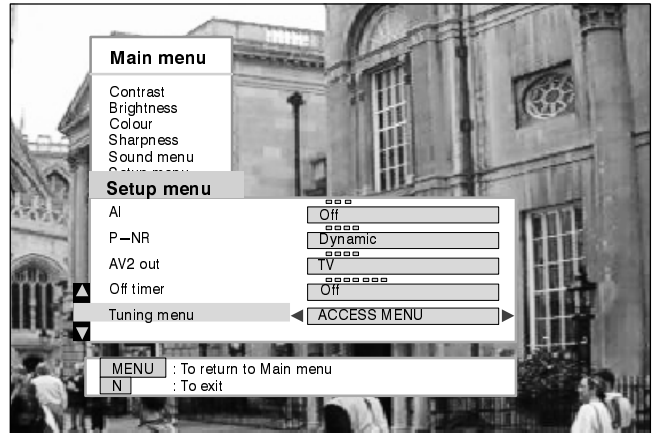 Main menu
Contrast
Brightness
Colour
Sharpness
Sound menu
Setup menu
AI Off
P–NR Dynamic
AV2 out TV
Off timer Off
Tuning menu ACCESS MENU
MENU : To return to Main menu
N : To exit